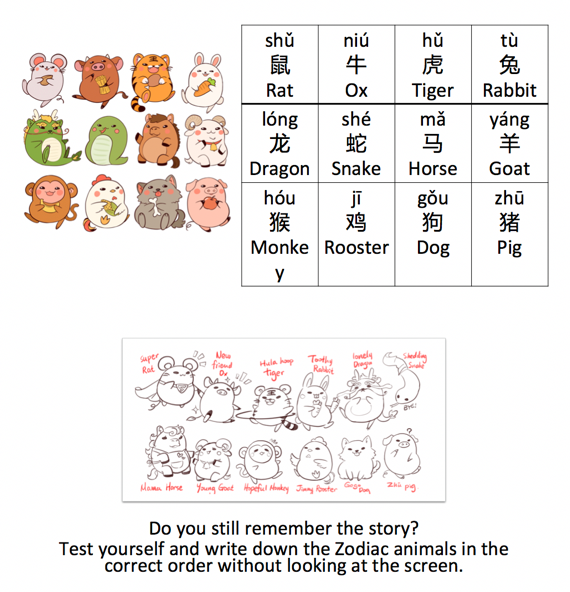 shǔ niú hǔ tù
鼠 牛 虎 兔
Rat Ox Tiger Rabbit
lóng shé mǎ yáng
龙 蛇 马 羊
Dragon Snake Horse Goat
hóu jī gǒu zhū
猴 鸡 狗 猪
Monke Rooster Dog Pig
y
Super
Rat
New
friend
Ox
Hula hoop
tiger
Toothy
Rabbit
lonely
Dragon
Shedding
Snake
BYE!
?
Mama Horse
Young Goat
Hopeful Monkey
Rooster
Dog
pig
Do you still remember the story?
Test yourself and write down the Zodiac animals in the
correct order without looking at the screen.